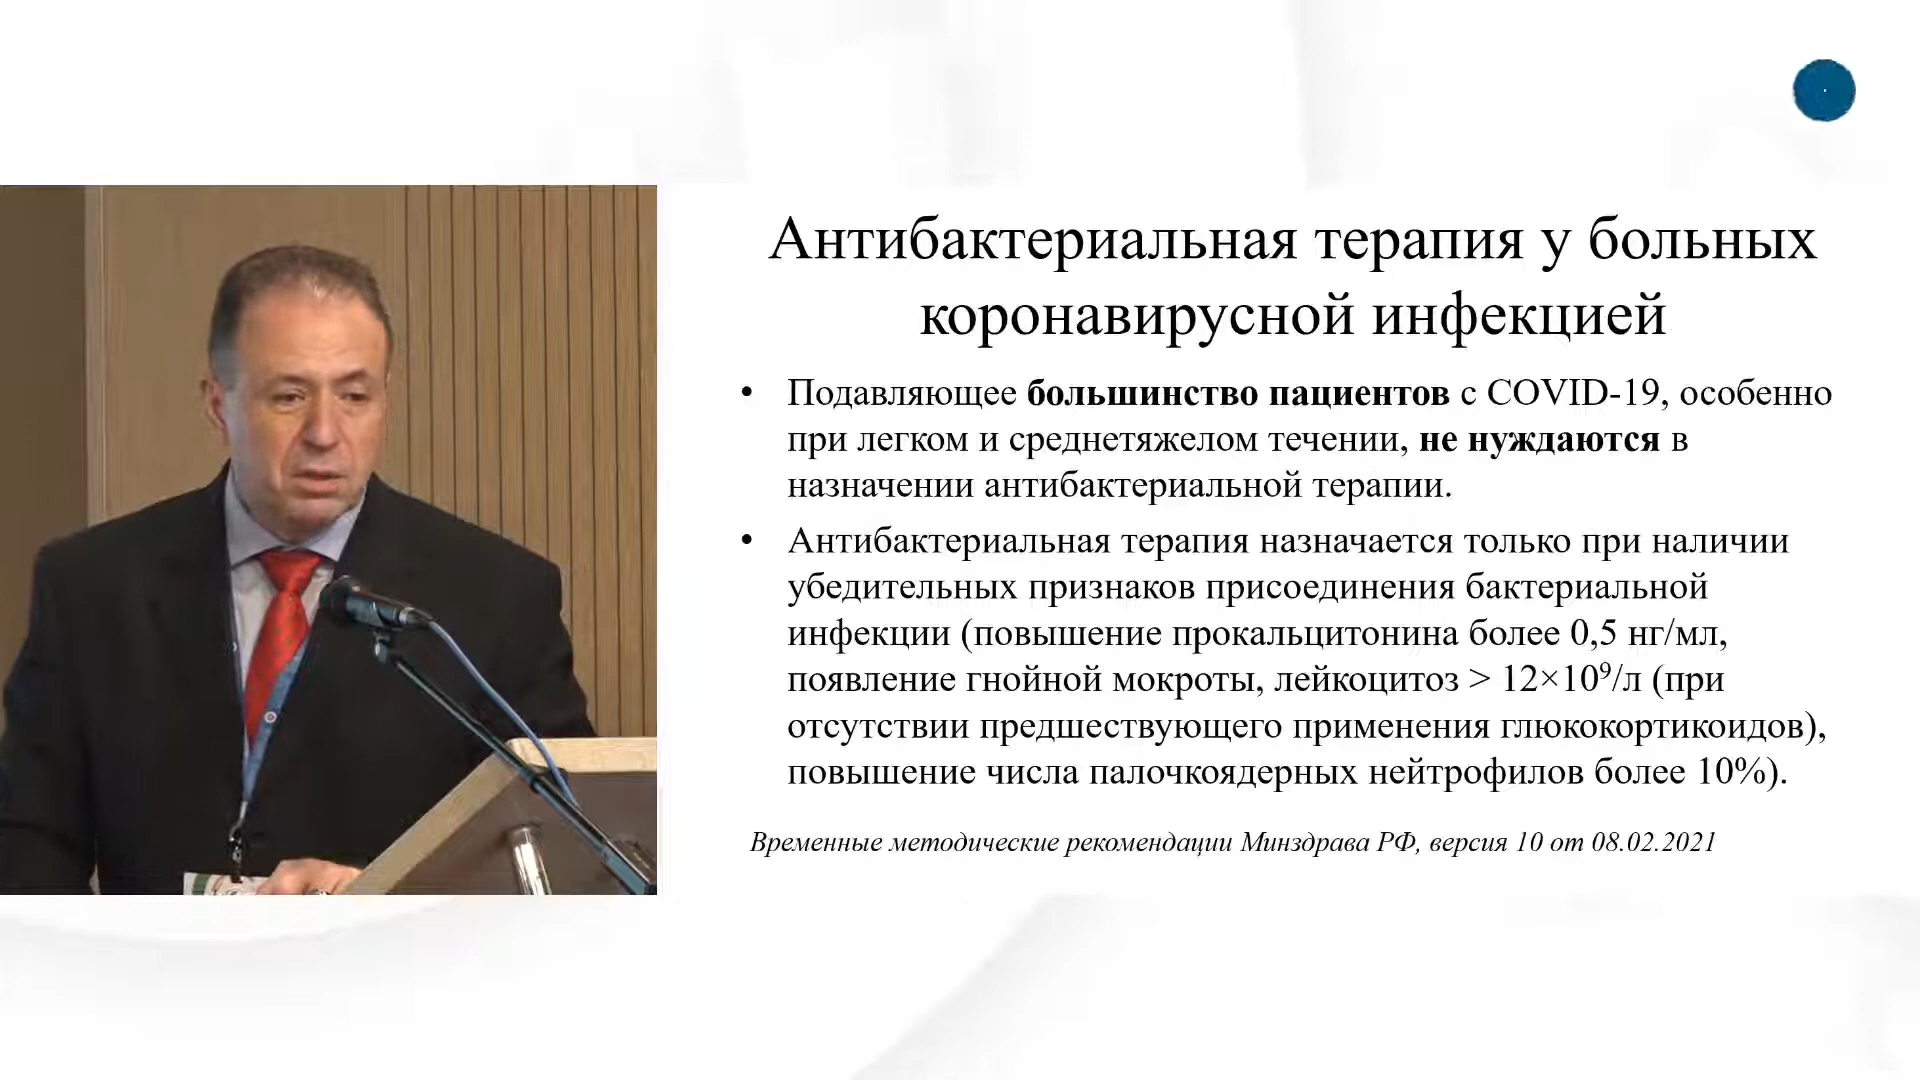 Антибактериальная терапия у больных
коронавирусной инфекцией
• Подавляющее большинство пациентов с COVID-19, особенно
при легком и среднетяжелом течении, не нуждаются в
назначении антибактериальной терапии.
• Антибактериальная терапия назначается только при наличии
убедительных признаков присоединения бактериальной
инфекции (повышение прокальцитонина более 0,5 нг/мл,
появление гнойной мокроты, лейкоцитоз > 12×10⁹/л (при
отсутствии предшествующего применения глюкокортикоидов),
повышение числа палочкоядерных нейтрофилов более 10%).
Временные методические рекомендации Минздрава РФ, версия 10 от 08.02.2021